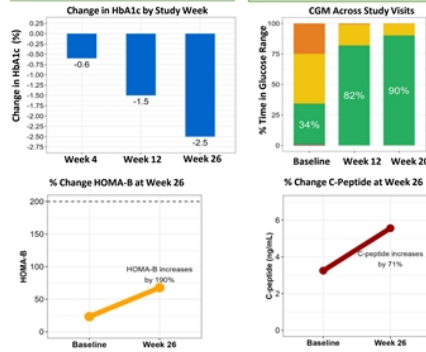 Change in HbA1c by Study Week
Change in HbA1c (%)
0.25
0.00
-0.25
-0.50
-0.75
-1.00
-1.25
-1.50
-1.75
-2.00
-2.25
-2.50
-2.75
-0.6
-1.5
-2.5
Week 4 Week 12 Week 26
CGM Across Study Visits
% Time in Glucose Range
100
75
50
25
0
34%
82%
90%
Baseline Week 12 Week 20
% Change HOMA-B at Week 26
HOMA-B
200
150
100
50
0
HOMA-B increases
by 190%
Baseline Week 26
% Change C-Peptide at Week 26
C-peptide (ng/mL)
6
4
2
0
C-peptide increases
by 71%
Baseline Week 26